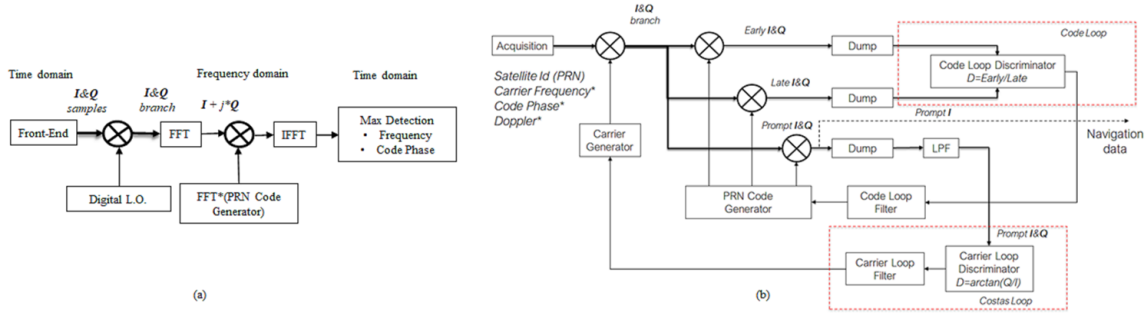 Time domain
Frequency domain
Time domain
I&Q
samples
I&Q
branch
I + j*Q
Front-End
FFT
IFFT
Max Detection
• Frequency
• Code Phase
Digital L.O.
FFT*(PRN Code
Generator)
(a)
I&Q
branch
Acquisition
Early I&Q
Dump
Code Loop
Code Loop Discriminator
D=Early/Late
Satellite Id (PRN)
Carrier Frequency*
Code Phase*
Doppler*
Late I&Q
Dump
Carrier
Generator
Prompt I&Q
Prompt I
Dump
LPF
Navigation
data
PRN Code
Generator
Code Loop
Filter
Prompt I&Q
Carrier Loop
Filter
Carrier Loop
Discriminator
D=arctan(Q/I)
Costas Loop
(b)